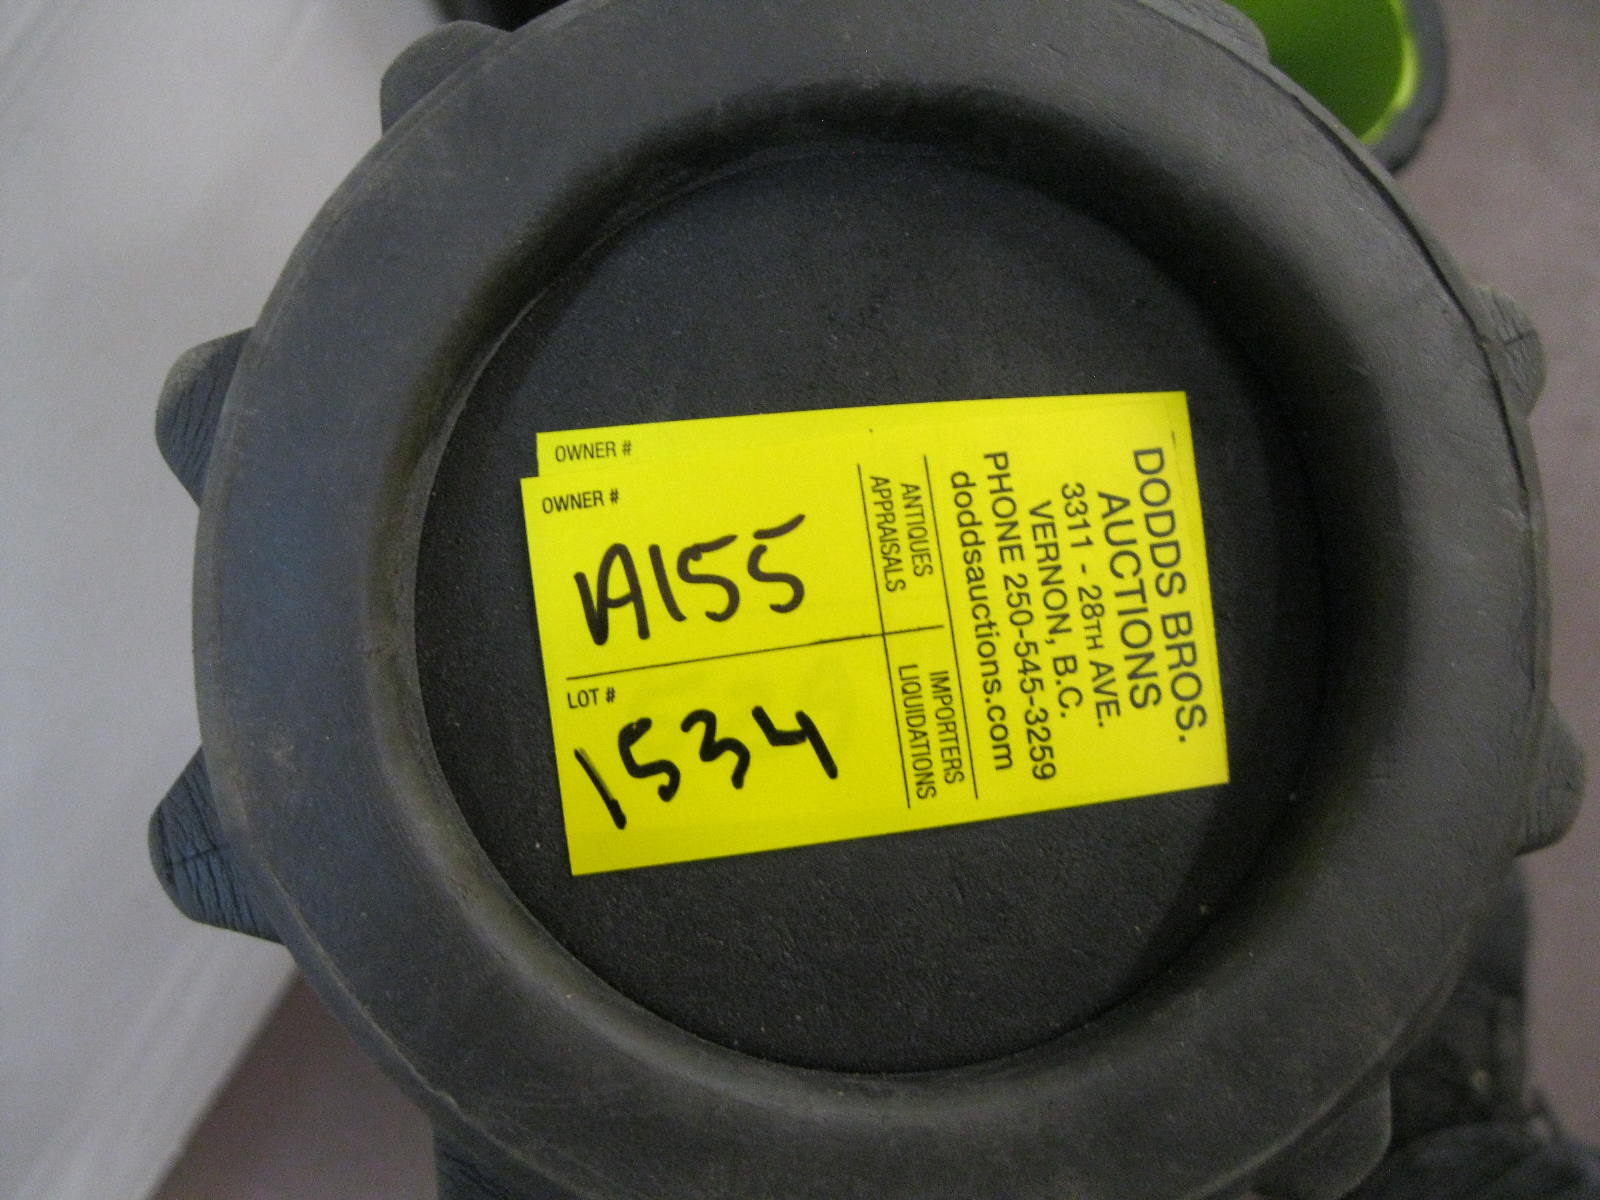 OWNER #
OWNER #
A155
LOT #
1534
DODDS BROS.
AUCTIONS
3311 - 28TH AVE.
VERNON, B.C.
PHONE 250-545-3259
doddsauctions.com
ANTIQUES
APPRAISALS
IMPORTERS
LIQUIDATIONS